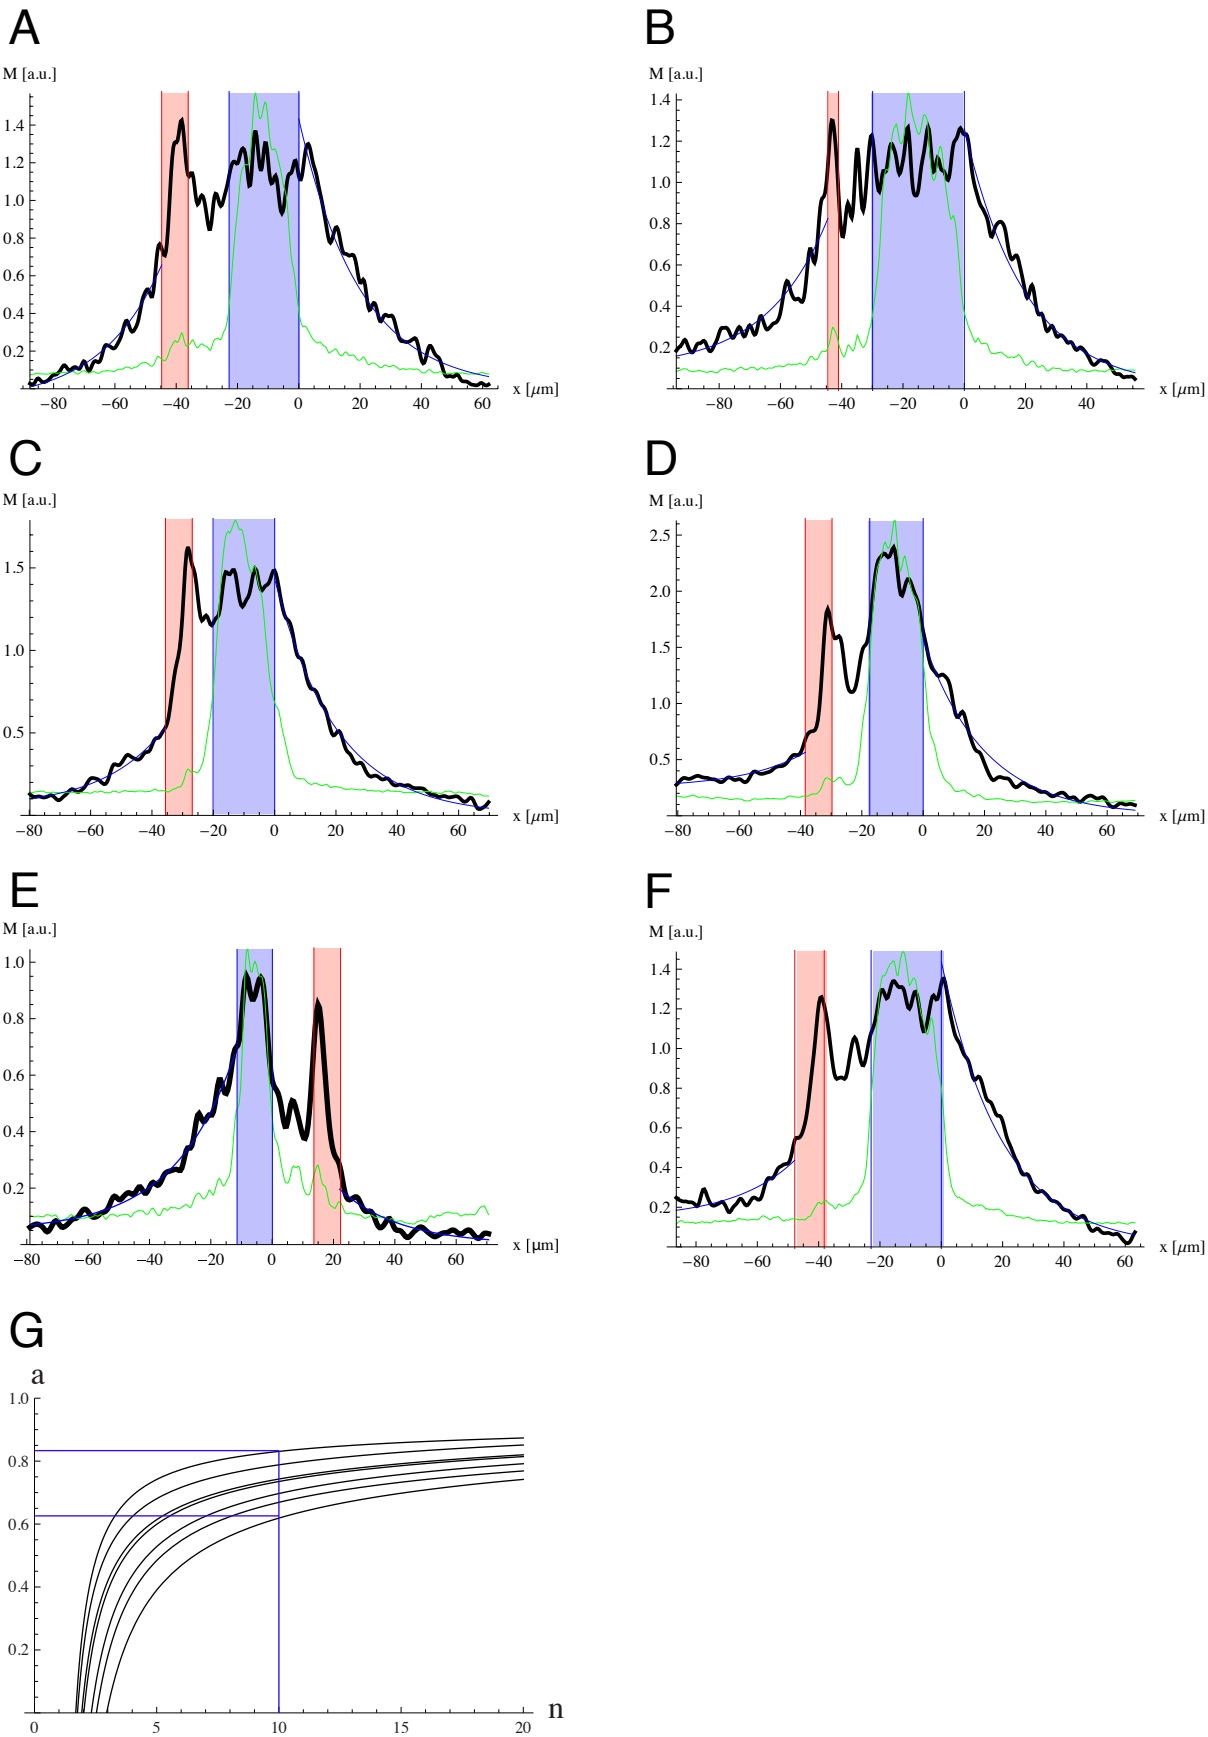 A B
M [a.u.] M [a.u.]
1.4 1.4
1.2 1.2
1.0 1.0
0.8 0.8
0.6 0.6
0.4 0.4
0.2 0.2
−80 −60 −40 −20 0 20 40 60 x [μm] −80 −60 −40 −20 0 20 40 x [μm]
C D
M [a.u.] M [a.u.]
1.5 2.5
1.0 2.0
0.5 1.5
1.0
0.5
−80 −60 −40 −20 0 20 40 60 x [μm] −80 −60 −40 −20 0 20 40 60 x [μm]
E F
M [a.u.] M [a.u.]
1.0 1.4
0.8 1.2
0.6 1.0
0.4 0.8
0.2 0.6
0.4
0.2
−80 −60 −40 −20 0 20 40 60 x [μm] −80 −60 −40 −20 0 20 40 60 x [μm]
G
a
1.0
0.8
0.6
0.4
0.2
0 5 10 15 20 n